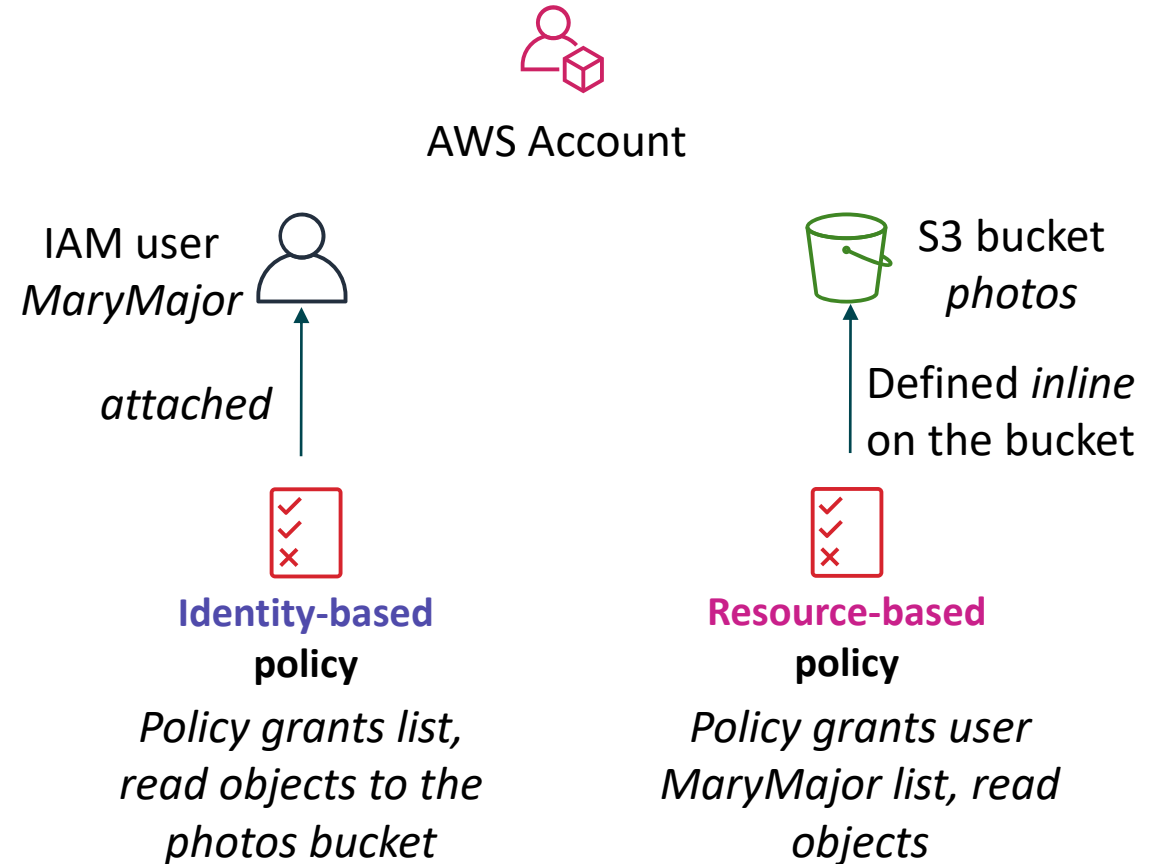 AWS Account
IAM user
MaryMajor
attached
Identity-based
policy
Policy grants list,
read objects to the
photos bucket
S3 bucket
photos
Defined inline
on the bucket
Resource-based
policy
Policy grants user
MaryMajor list, read
objects